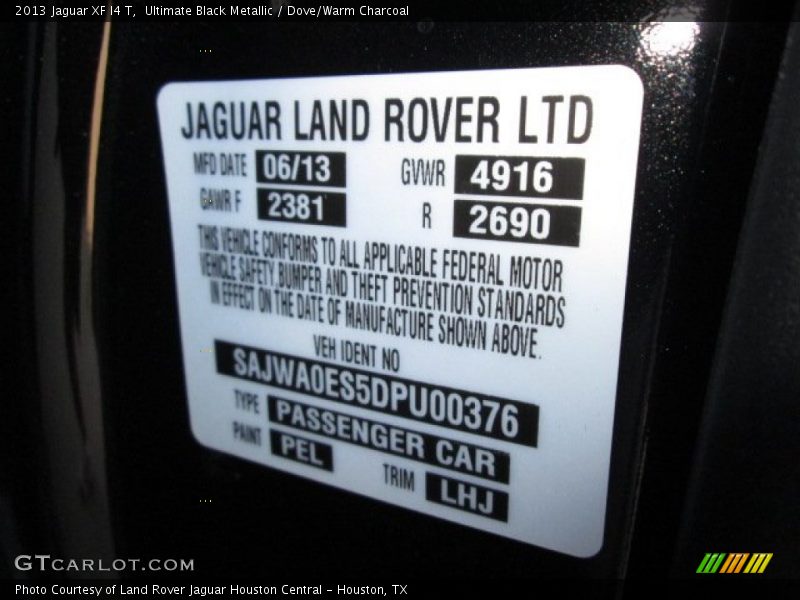 2013 Jaguar XF I4 T,  Ultimate Black Metallic / Dove/Warm Charcoal
JAGUAR LAND ROVER LTD
MFD DATE 06/13 GVWR 4916
GAWR F 2381 R 2690
THIS VEHICLE CONFORMS TO ALL APPLICABLE FEDERAL MOTOR
VEHICLE SAFETY,BUMPER AND THEFT PREVENTION STANDARDS
IN EFFECT ON THE DATE OF MANUFACTURE SHOWN ABOVE.
VEH IDENT NO
SAJWA0ES5DPU00376
TYPE PASSENGER CAR
PAINT PEL TRIM LHJ
GTCARLOT.COM
Photo Courtesy of Land Rover Jaguar Houston Central - Houston, TX